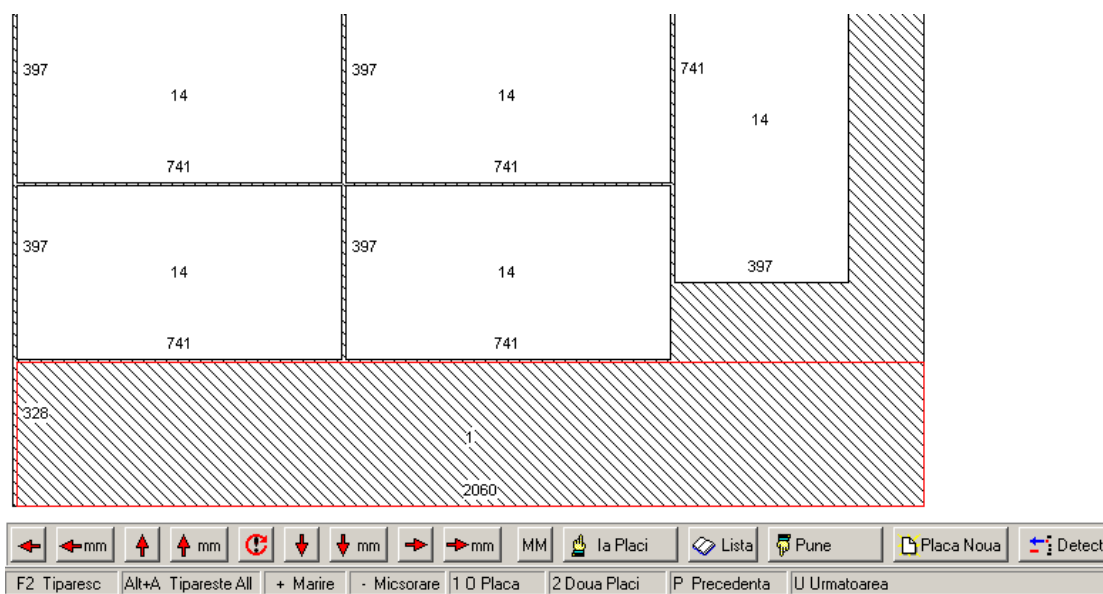 397 397 741
14 14 14
741 741
397 397 397
14 14
741 741
328
1
2060
mm mm mm mm MM Ia Placi Lista Pune Placa Noua Detect
F2 Tiparesc Alt+A Tipareste All + Marire - Micsorare 1 O Placa 2 Doua Placi P Precedenta U Urmatoarea